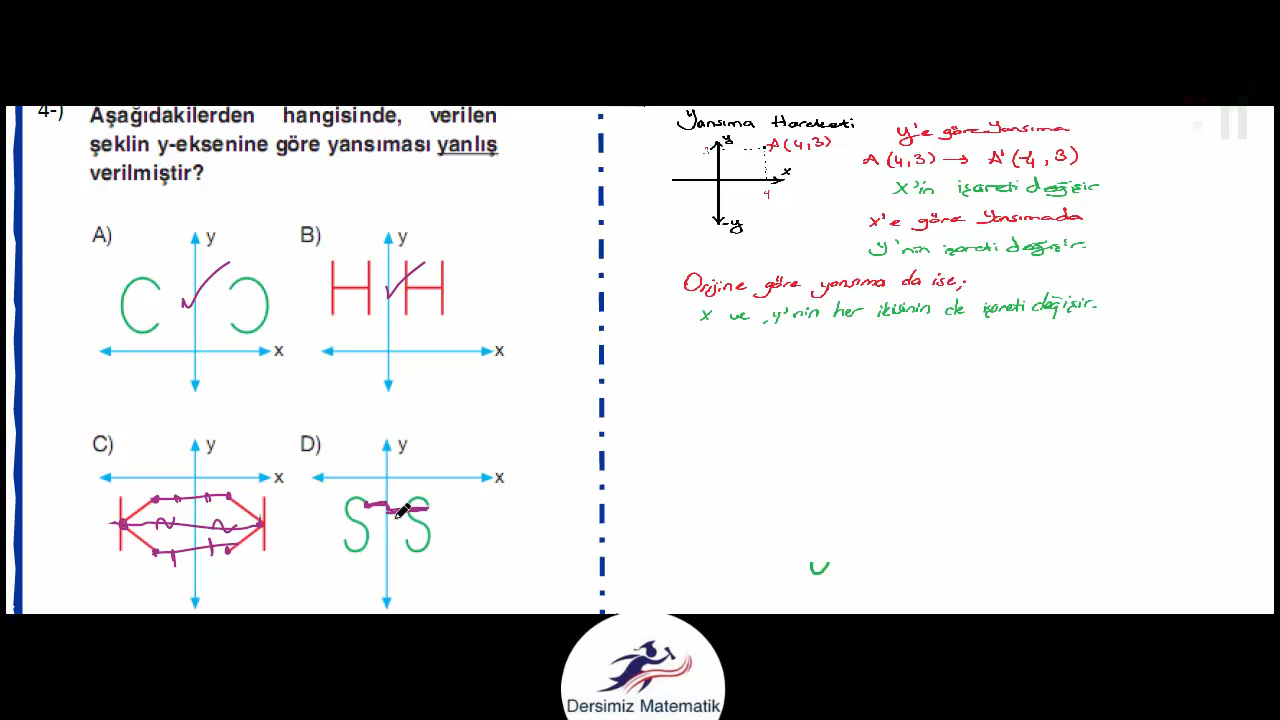 4-)
Aşağıdakilerden hangisinde, verilen
şeklin y-eksenine göre yansıması yanlış
verilmiştir?
A)
y
C
x
B)
y
H H
x
C)
y
x
K
D)
y
x
S S
Yansıma Hareketi
y
A(4,3)
x
4
-y
y'e göre Yansıma
A (4,3) → A' (-4, 3)
x'in işareti değişir
x'e göre Yansımada
y'nin işareti değişir.
Orijine göre yansıma da ise;
x ve y'nin her ikisinin de işareti değişir.
Dersimiz Matematik